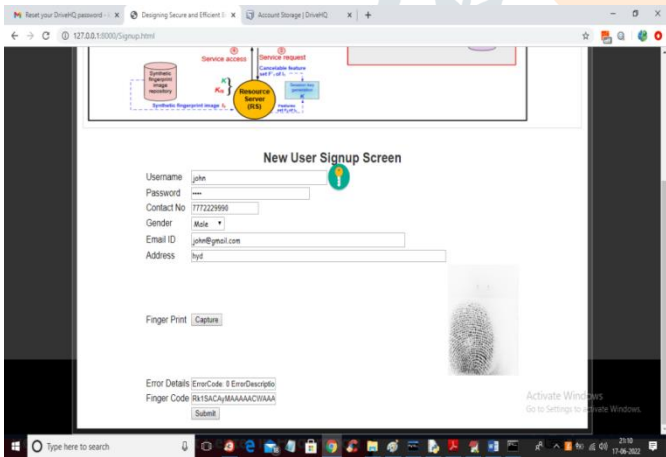 Reset your DriveHQ password -
Designing Secure and Efficient
Account Storage | DriveHQ
127.0.0.1:8000/Signup.html
Service access
Service request
Synthetic
fingerprint
image
repository
Cancelable feature
K
Resource
Server
(RS)
Session key
generation
K
Synthetic fingerprint image
New User Signup Screen
Username john
Password ••••
Contact No 7772229990
Gender Male
Email ID john@gmail.com
Address hyd
Finger Print Capture
Error Details ErrorCode: 0 ErrorDescriptio
Finger Code Rk1SACAyMAAAAACWAAA
Submit
Activate Windows
Go to Settings to activate Windows.
Type here to search
21:10
17-06-2022